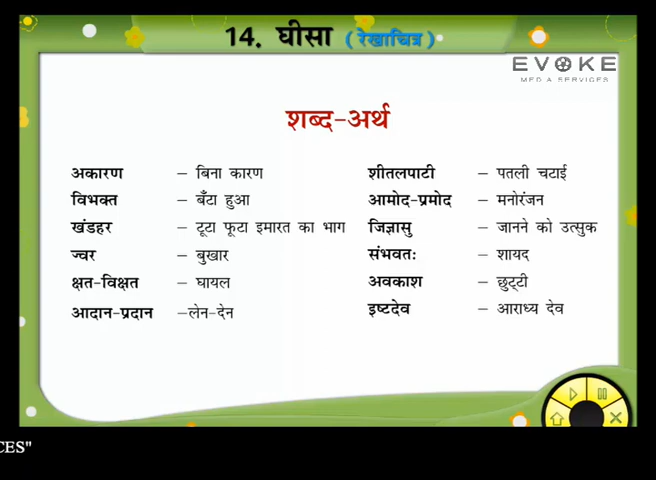 14. घीसा (रेखाचित्र)
EVOKE
MEDIA SERVICES
शब्द-अर्थ
अकारण – बिना कारण
विभक्त – बँटा हुआ
खंडहर – टूटा फूटा इमारत का भाग
ज्वर – बुखार
क्षत-विक्षत – घायल
आदान-प्रदान –लेन-देन
शीतलपाटी – पतली चटाई
आमोद-प्रमोद – मनोरंजन
जिज्ञासु – जानने को उत्सुक
संभवतः – शायद
अवकाश – छुट्टी
इष्टदेव – आराध्य देव
CES"